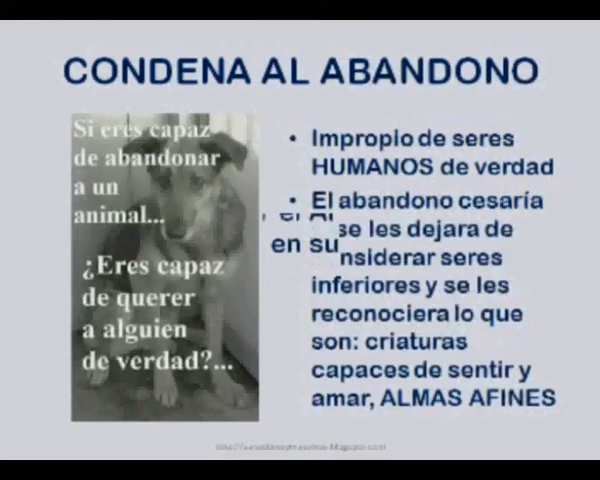 CONDENA AL ABANDONO
Si eres capaz
de abandonar
a un
animal...
¿Eres capaz
de querer
a alguien
de verdad?...
• Impropio de seres
HUMANOS de verdad
• El abandono cesaría
se les dejara de
en su
nsiderar seres
inferiores y se les
reconociera lo que
son: criaturas
capaces de sentir y
amar, ALMAS AFINES